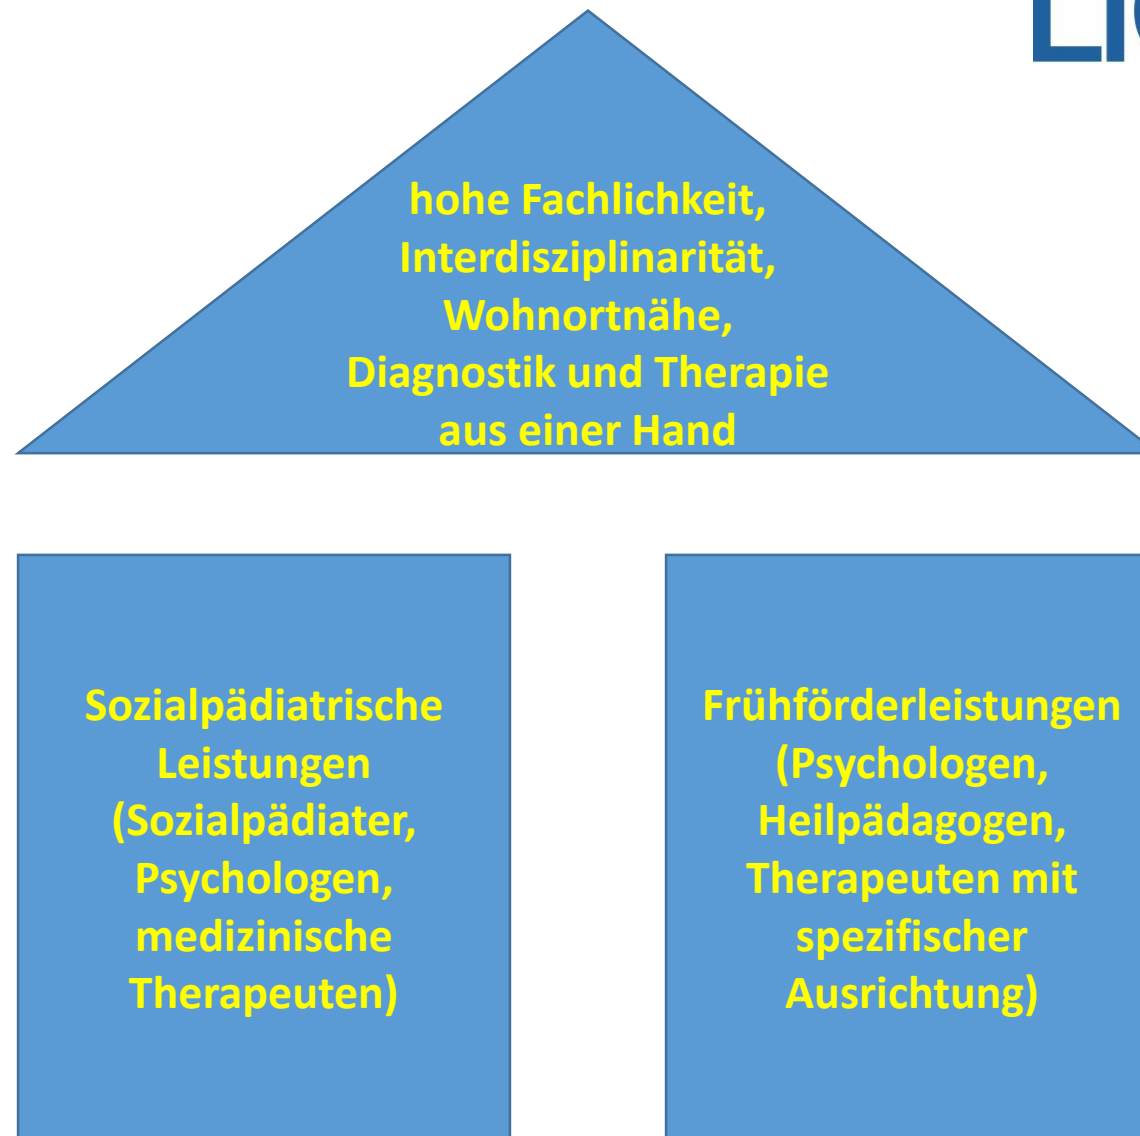 hohe Fachlichkeit,
Interdisziplinarität,
Wohnortnähe,
Diagnostik und Therapie
aus einer Hand
Sozialpädiatrische
Leistungen
(Sozialpädiater,
Psychologen,
medizinische
Therapeuten)
Frühförderleistungen
(Psychologen,
Heilpädagogen,
Therapeuten mit
spezifischer
Ausrichtung)